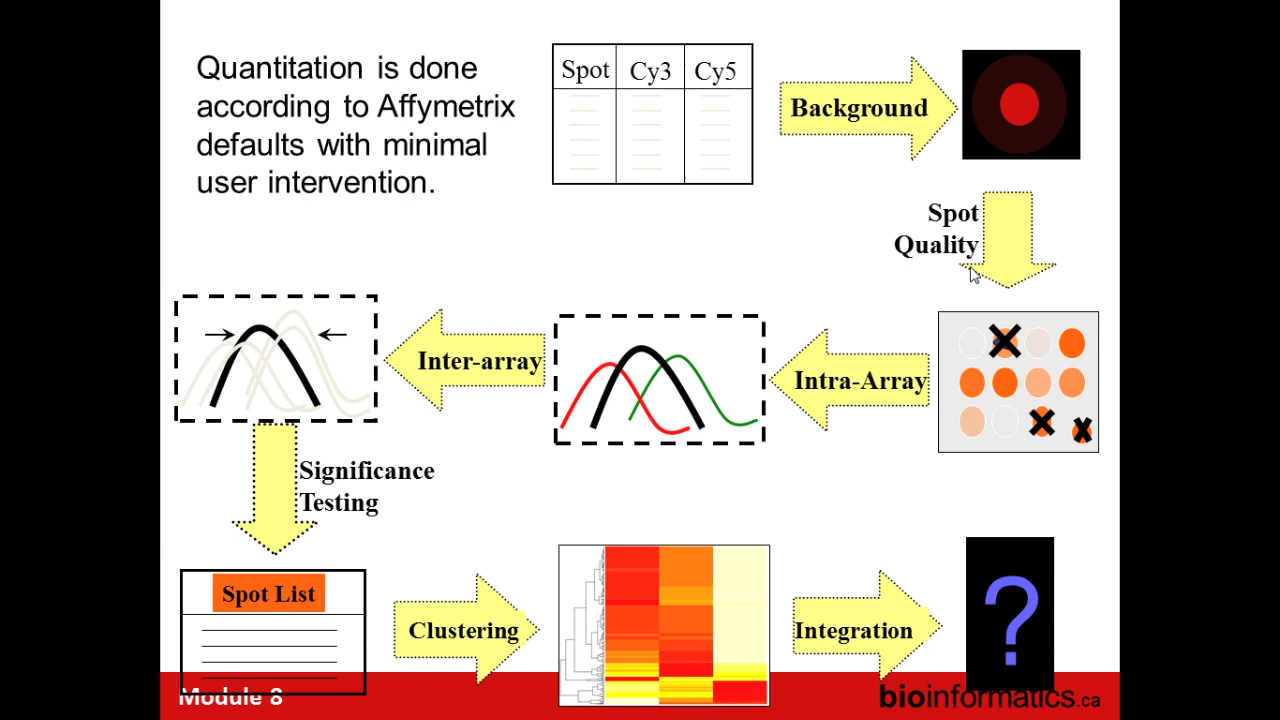 Quantitation is done
according to Affymetrix
defaults with minimal
user intervention.
Spot Cy3 Cy5
Background
Spot
Quality
Intra-Array
Inter-array
Significance
Testing
Spot List
Clustering
Integration
?
Module 8
bioinformatics.ca